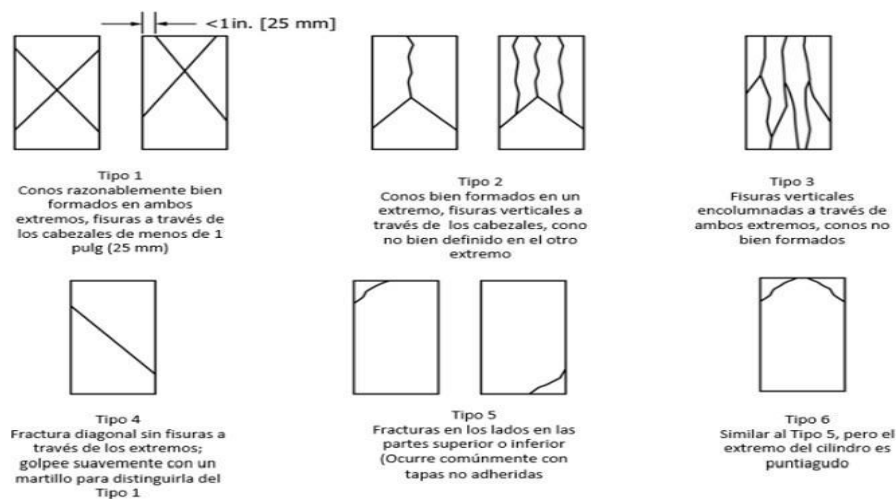 <1 in. [25 mm]
Tipo 1
Conos razonablemente bien
formados en ambos
extremos, fisuras a través de
los cabezales de menos de 1
pulg (25 mm)
Tipo 2
Conos bien formados en un
extremo, fisuras verticales a
través de los cabezales, cono
no bien definido en el otro
extremo
Tipo 3
Fisuras verticales
encolumnadas a través de
ambos extremos, conos no
bien formados
Tipo 4
Fractura diagonal sin fisuras a
través de los extremos;
golpee suavemente con un
martillo para distinguirla del
Tipo 1
Tipo 5
Fracturas en los lados en las
partes superior o inferior
(Ocurre comúnmente con
tapas no adheridas
Tipo 6
Similar al Tipo 5, pero el
extremo del cilindro es
puntiagudo